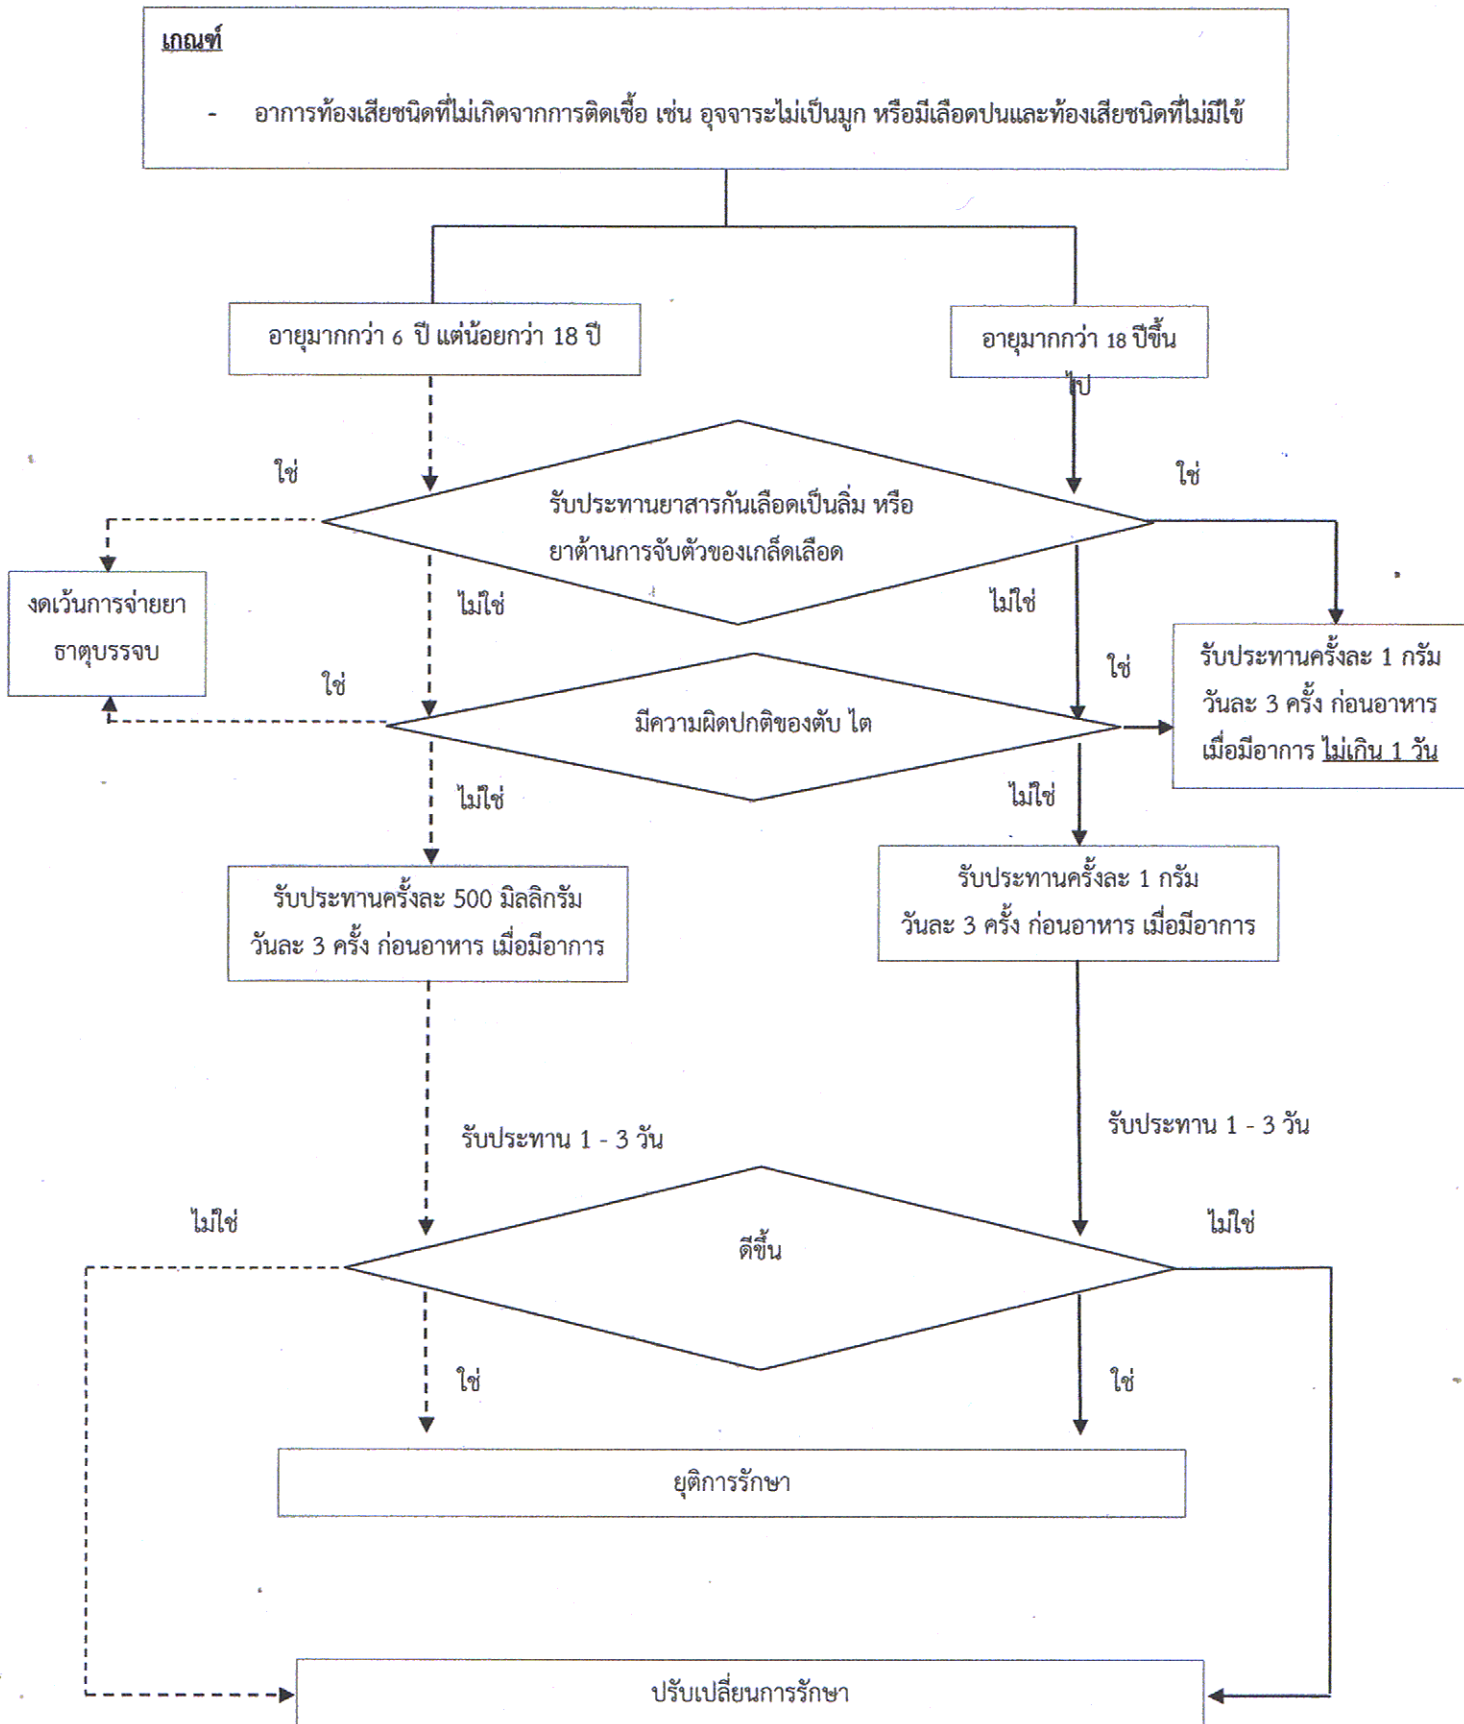 เกณฑ์
- อาการท้องเสียชนิดที่ไม่เกิดจากการติดเชื้อ เช่น อุจจาระไม่เป็นมูก หรือมีเลือดปนและท้องเสียชนิดที่ไม่มีไข้
อายุมากกว่า 6 ปี แต่น้อยกว่า 18 ปี
อายุมากกว่า 18 ปีขึ้น
ไป
ใช่
ใช่
รับประทานยาสารกันเลือดเป็นลิ่ม หรือ
ยาต้านการจับตัวของเกล็ดเลือด
งดเว้นการจ่ายยา
ธาตุบรรจบ
ไม่ใช่
ไม่ใช่
รับประทานครั้งละ 1 กรัม
วันละ 3 ครั้ง ก่อนอาหาร
เมื่อมีอาการ ไม่เกิน 1 วัน
ใช่
ใช่
มีความผิดปกติของตับ ไต
ไม่ใช่
ไม่ใช่
รับประทานครั้งละ 500 มิลลิกรัม
วันละ 3 ครั้ง ก่อนอาหาร เมื่อมีอาการ
รับประทานครั้งละ 1 กรัม
วันละ 3 ครั้ง ก่อนอาหาร เมื่อมีอาการ
รับประทาน 1 - 3 วัน
รับประทาน 1 - 3 วัน
ไม่ใช่
ไม่ใช่
ดีขึ้น
ใช่
ใช่
ยุติการรักษา
ปรับเปลี่ยนการรักษา